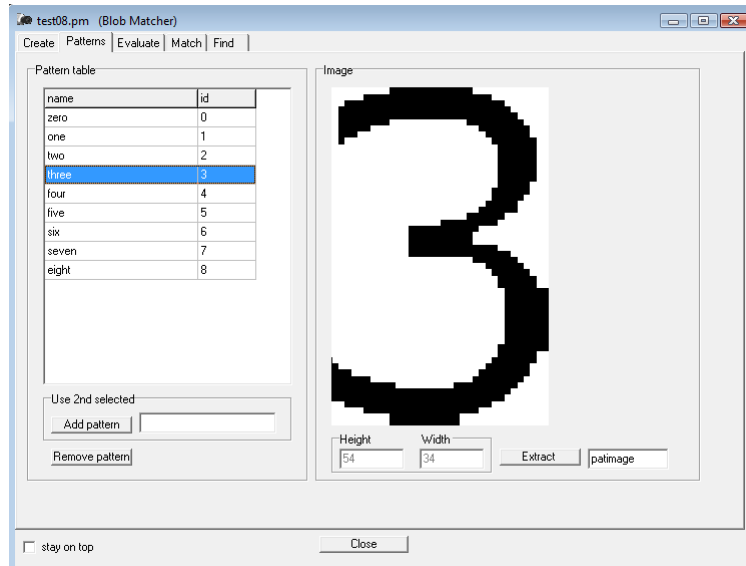 test08.pm (Blob Matcher)
Create Patterns Evaluate Match Find
Pattern table
name id
zero 0
one 1
two 2
three 3
four 4
five 5
six 6
seven 7
eight 8
Use 2nd selected
Add pattern
Remove pattern
Image
3
Height Width
54 34 Extract patimage
stay on top Close